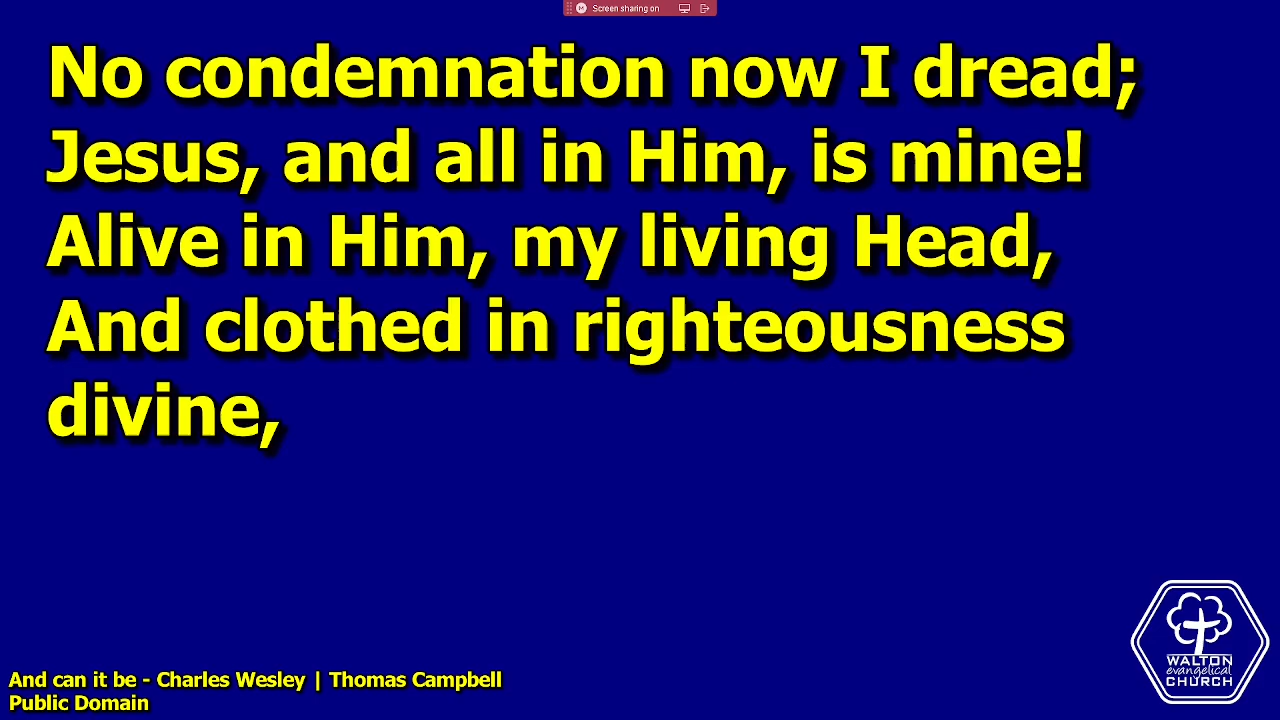 Screen sharing on
No condemnation now I dread;
Jesus, and all in Him, is mine!
Alive in Him, my living Head,
And clothed in righteousness
divine,
And can it be - Charles Wesley | Thomas Campbell
Public Domain
WALTON
evangelical
CHURCH